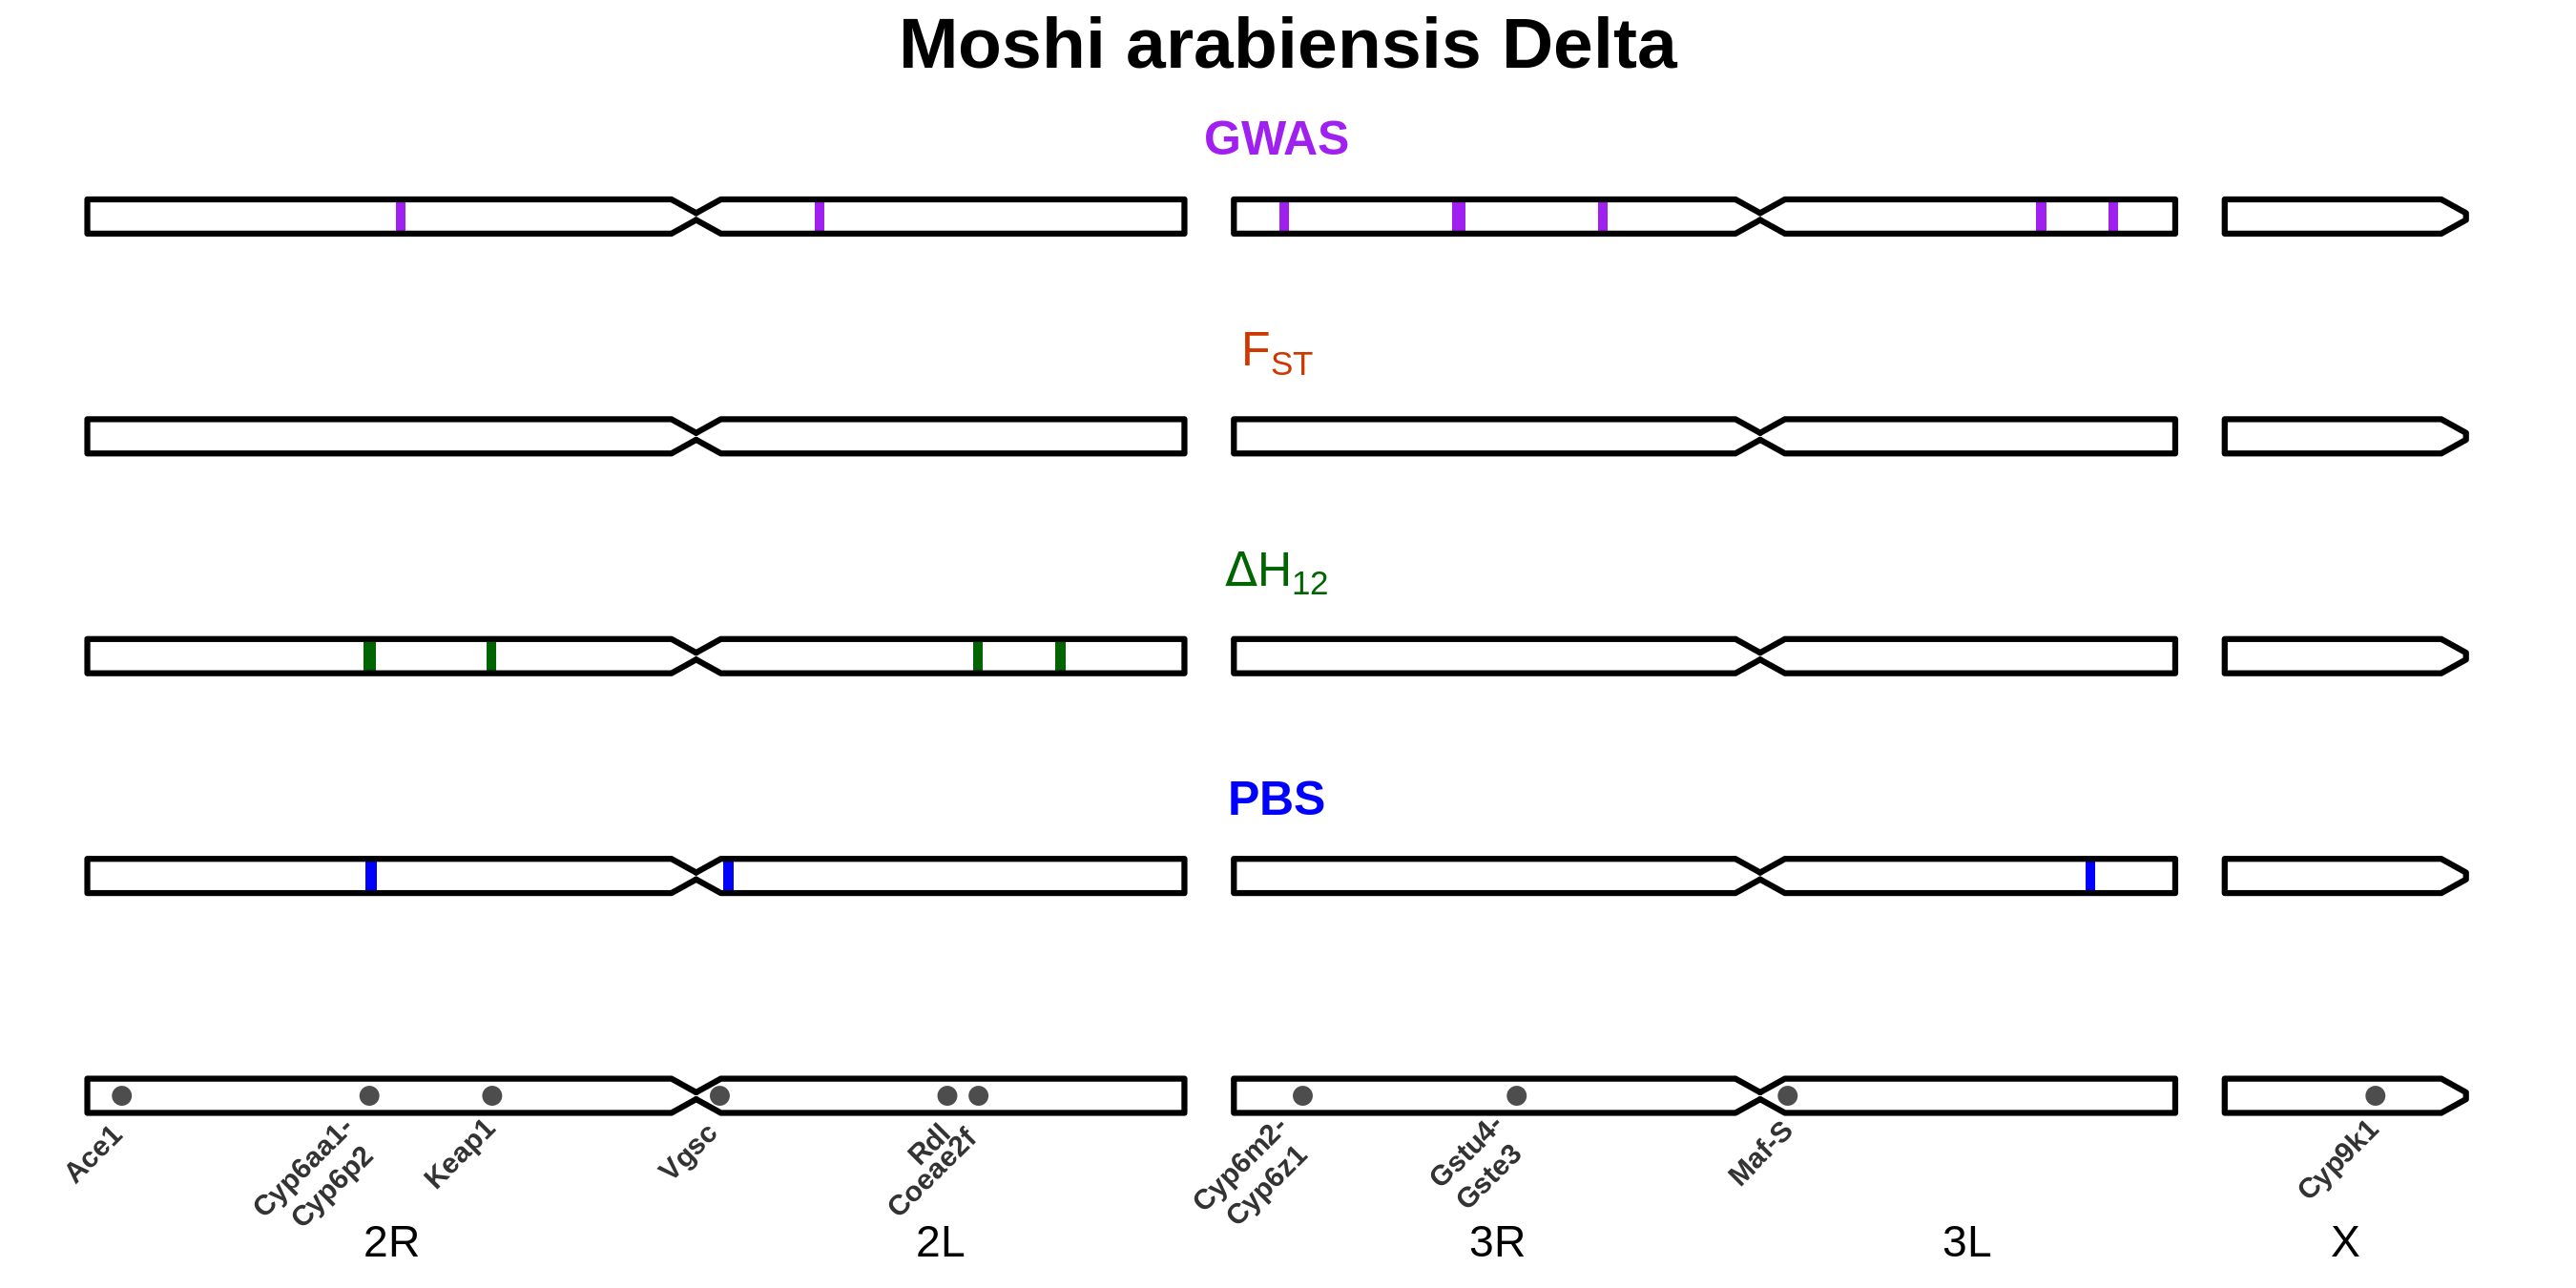 Moshi arabiensis Delta
GWAS
FST
ΔH12
PBS
Ace1
Cyp6aa1-
Cyp6p2
Keap1
Vgsc
Rdl
Coeae2f
Cyp6m2-
Cyp6z1
Gstu4-
Gste3
Maf-S
Cyp9k1
2R
2L
3R
3L
X